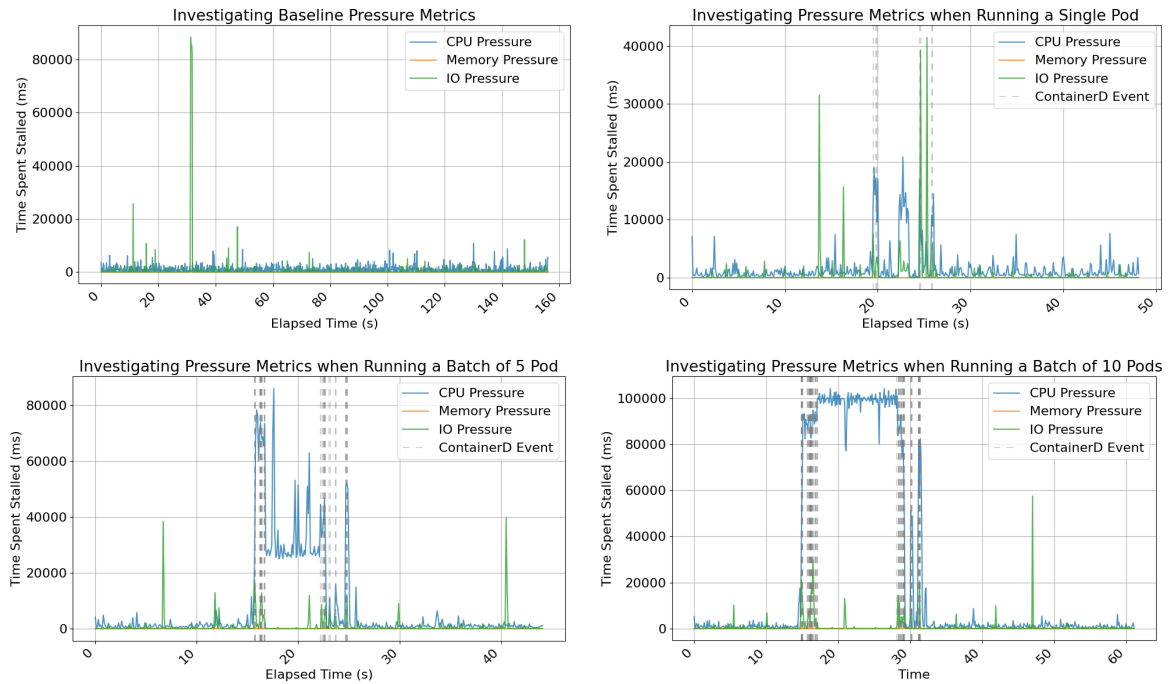 Investigating Baseline Pressure Metrics
Time Spent Stalled (ms)
80000
60000
40000
20000
0
CPU Pressure
Memory Pressure
IO Pressure
0
20
40
60
80
100
120
140
160
Elapsed Time (s)
Investigating Pressure Metrics when Running a Single Pod
Time Spent Stalled (ms)
40000
30000
20000
10000
0
CPU Pressure
Memory Pressure
IO Pressure
ContainerD Event
0
10
20
30
40
50
Elapsed Time (s)
Investigating Pressure Metrics when Running a Batch of 5 Pod
Time Spent Stalled (ms)
80000
60000
40000
20000
0
CPU Pressure
Memory Pressure
IO Pressure
ContainerD Event
0
10
20
30
40
Elapsed Time (s)
Investigating Pressure Metrics when Running a Batch of 10 Pods
Time Spent Stalled (ms)
100000
80000
60000
40000
20000
0
CPU Pressure
Memory Pressure
IO Pressure
ContainerD Event
0
10
20
30
40
50
60
Time